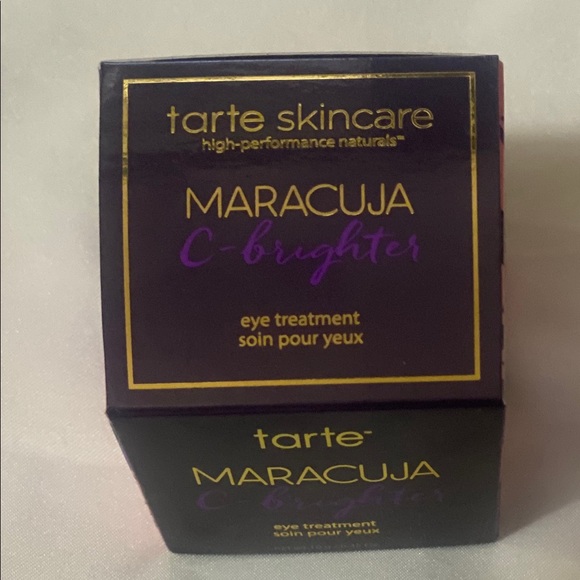 tarte skincare
high-performance naturals™
MARACUJA
C-brighter
eye treatment
soin pour yeux
tarte™
MARACUJA
C-brighter
eye treatment
soin pour yeux